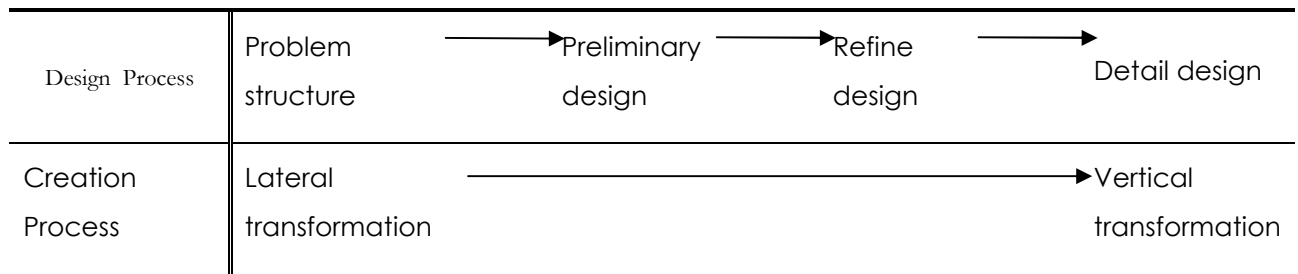 Design Process
Problem
structure
Preliminary
design
Refine
design
Detail design
Creation
Process
Lateral
transformation
Vertical
transformation